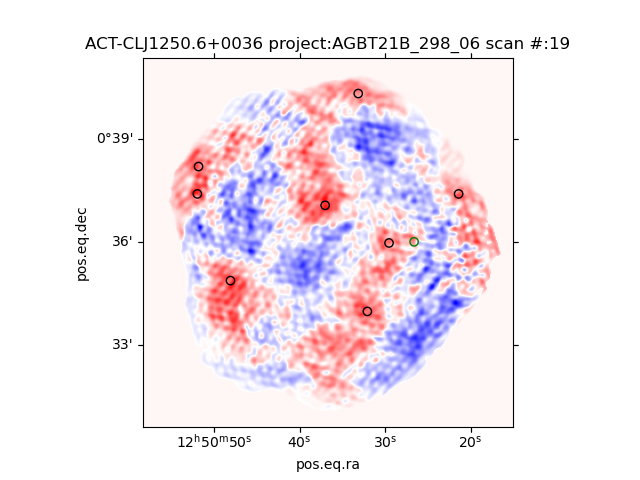 ACT-CLJ1250.6+0036 project:AGBT21B_298_06 scan #:19
0°39'
36'
33'
pos.eq.dec
12ʰ50ᵐ50ˢ 40ˢ 30ˢ 20ˢ
pos.eq.ra